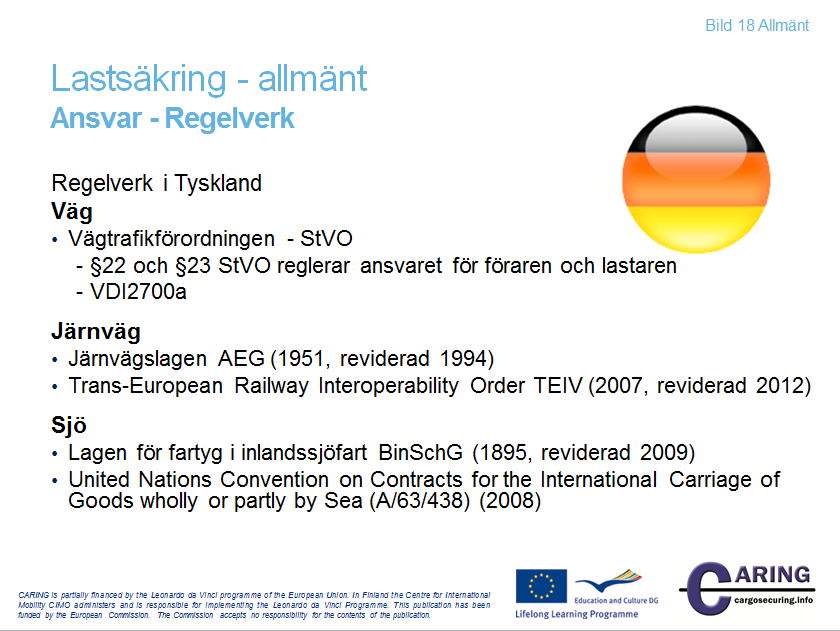 Bild 18 Allmänt
Lastsäkring - allmänt
Ansvar - Regelverk
Regelverk i Tyskland
Väg
• Vägtrafikförordningen - StVO
- §22 och §23 StVO reglerar ansvaret för föraren och lastaren
- VDI2700a
Järnväg
• Järnvägslagen AEG (1951, reviderad 1994)
• Trans-European Railway Interoperability Order TEIV (2007, reviderad 2012)
Sjö
• Lagen för fartyg i inlandssjöfart BinSchG (1895, reviderad 2009)
• United Nations Convention on Contracts for the International Carriage of
Goods wholly or partly by Sea (A/63/438) (2008)
CARING is partially financed by the Leonardo da Vinci programme of the European Union. In Finland the Centre for International
Mobility CIMO administers and is responsible for implementing the Leonardo da Vinci Programme. This publication has been
funded by the European Commission. The Commission accepts no responsibility for the contents of the publication.
Education and Culture DG
Lifelong Learning Programme
CARING
cargosecuring.info